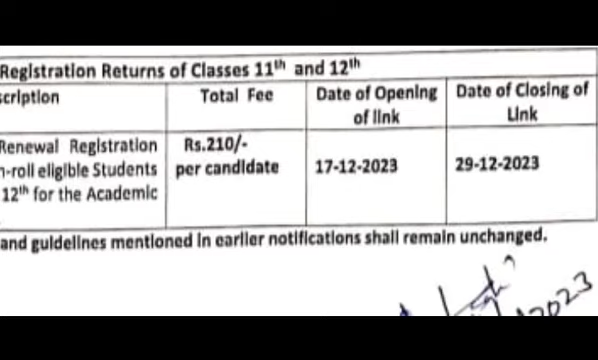 Registration Returns of Classes 11th and 12th
scription Total Fee Date of Opening of link Date of Closing of Link
Renewal Registration
n-roll eligible Students
12th for the Academic
Rs.210/-
per candidate
17-12-2023
29-12-2023
and guidelines mentioned in earlier notifications shall remain unchanged.
2023